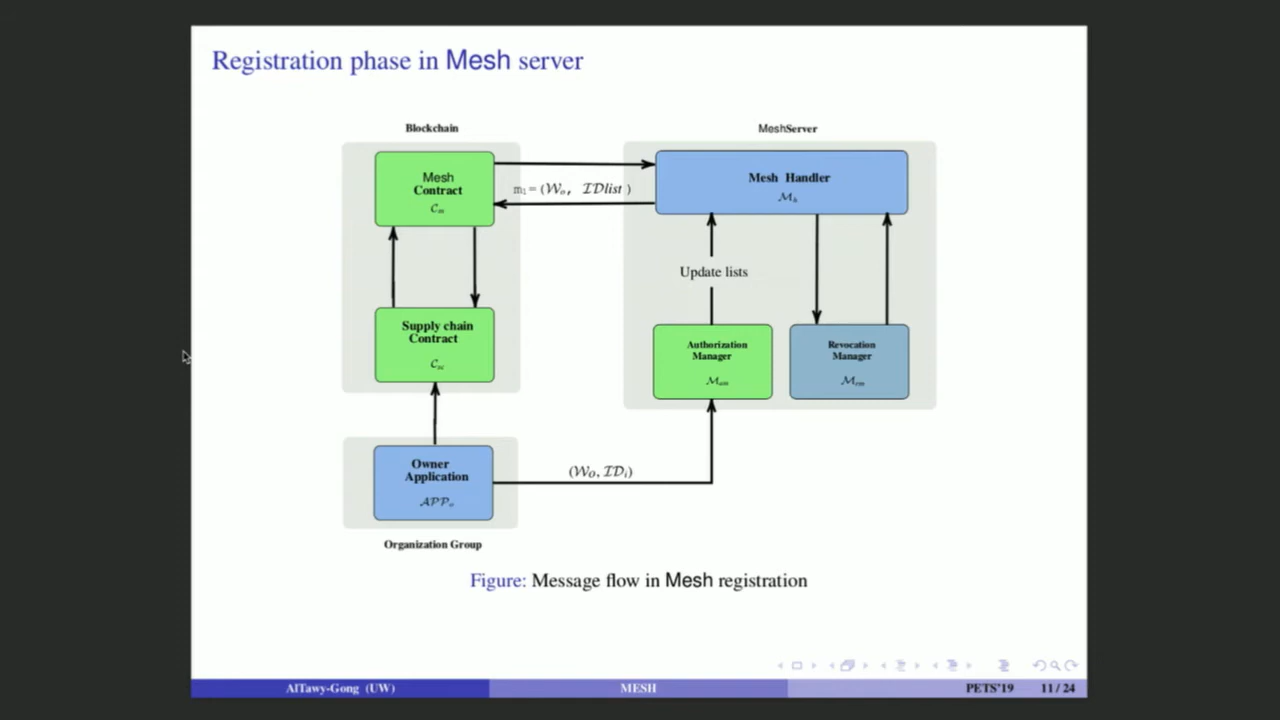 Registration phase in Mesh server
Blockchain
MeshServer
Mesh
Contract
𝒞ₘ
m₁ = (𝒲ₒ, ℐ𝒟list )
Mesh Handler
ℳₕ
Update lists
Supply chain
Contract
𝒞sc
Authorization
Manager
ℳam
Revocation
Manager
ℳrm
Owner
Application
𝒜𝒫𝒫ₒ
(𝒲O, ℐ𝒟ᵢ)
Organization Group
Figure: Message flow in Mesh registration
AlTawy-Gong (UW)
MESH
PETS'19
11 / 24